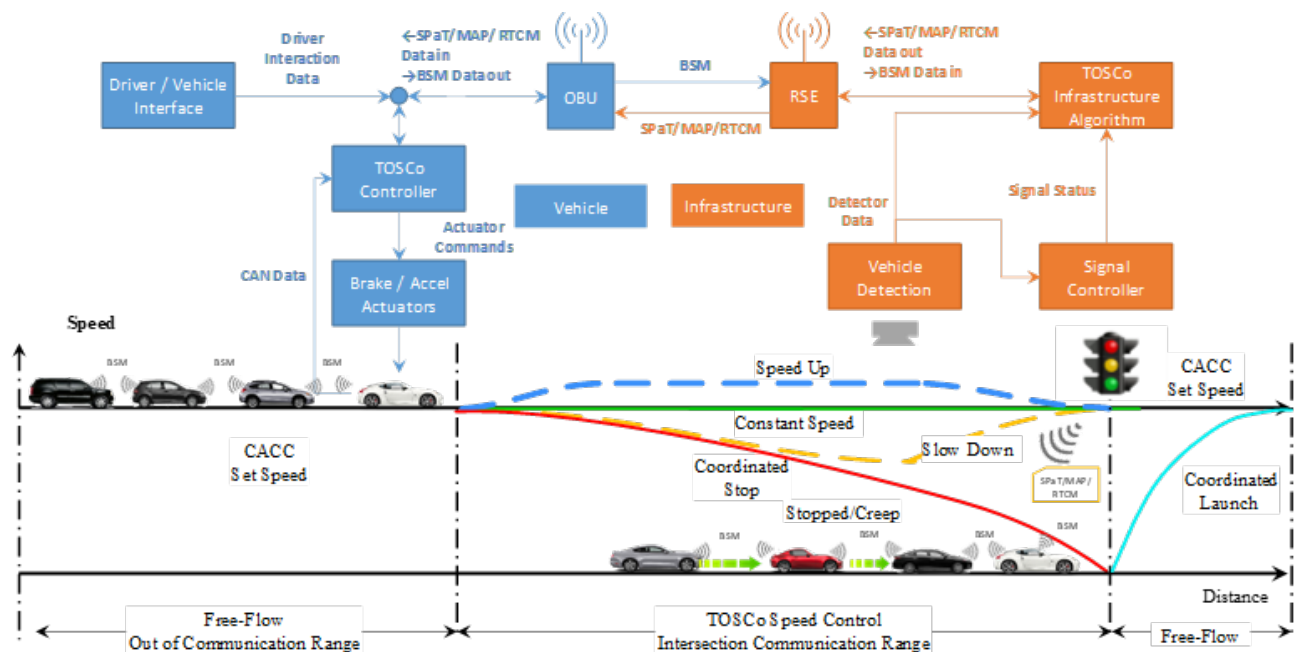 Driver
Interaction
Data
←SPaT/MAP/RTCM
Data in
→BSM Data out
BSM
←SPaT/MAP/RTCM
Data out
→BSM Data in
Driver / Vehicle
Interface
OBU
RSE
TOSCo
Infrastructure
Algorithm
SPaT/MAP/RTCM
TOSCo
Controller
Vehicle
Infrastructure
Detector
Data
Signal Status
Actuator
Commands
CAN Data
Brake / Accel
Actuators
Vehicle
Detection
Signal
Controller
Speed
BSM
BSM
BSM
Speed Up
CACC
Set Speed
Constant Speed
CACC
Set Speed
Slow Down
Coordinated
Stop
SPaT/MAP/
RTCM
Coordinated
Launch
Stopped/Creep
BSM
BSM
BSM
BSM
Distance
Free-Flow
Out of Communication Range
TOSCo Speed Control
Intersection Communication Range
Free-Flow